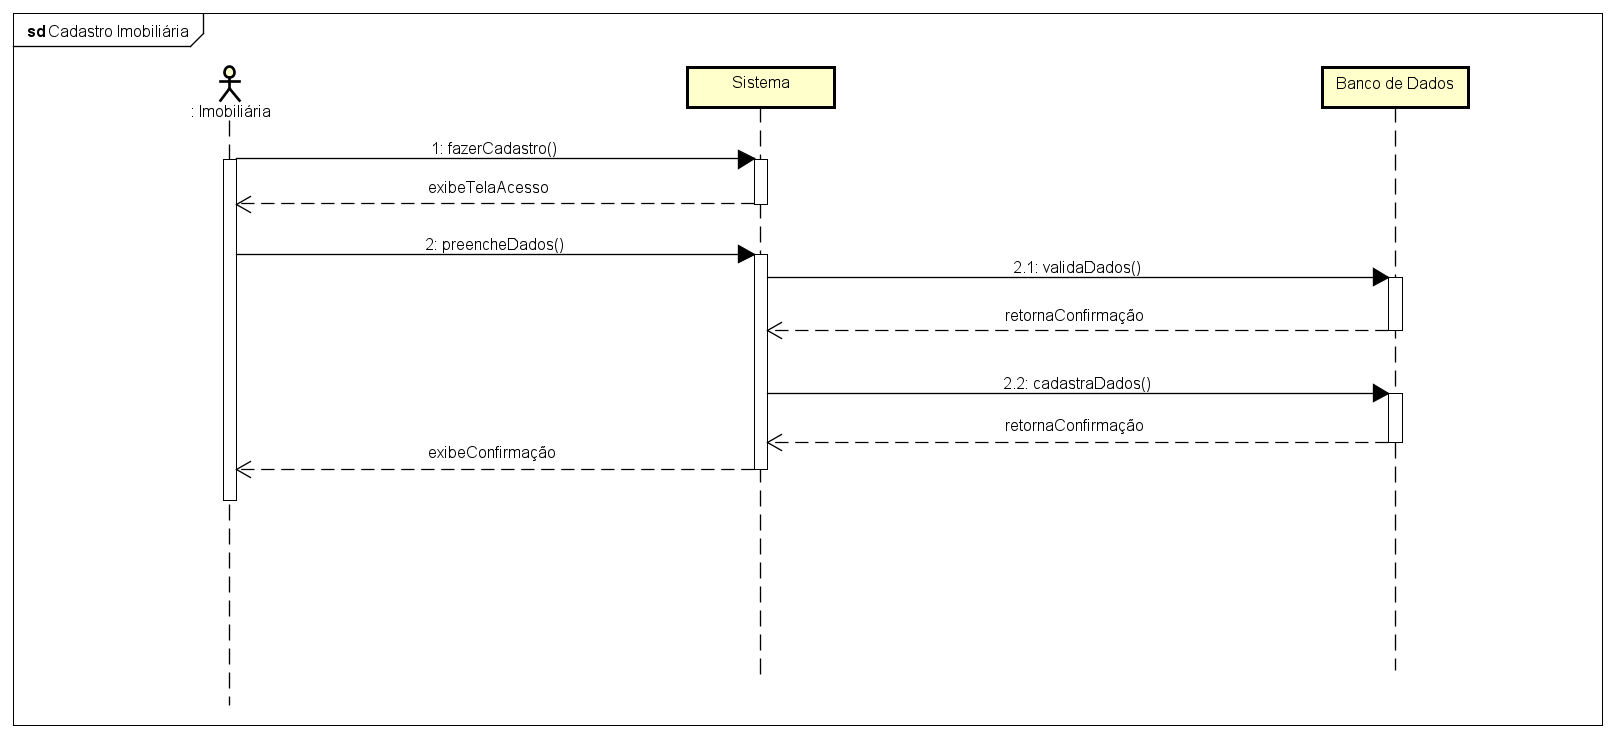 sd Cadastro Imobiliária
: Imobiliária
Sistema
Banco de Dados
1: fazerCadastro()
exibeTelaAcesso
2: preencheDados()
2.1: validaDados()
retornaConfirmação
2.2: cadastraDados()
retornaConfirmação
exibeConfirmação